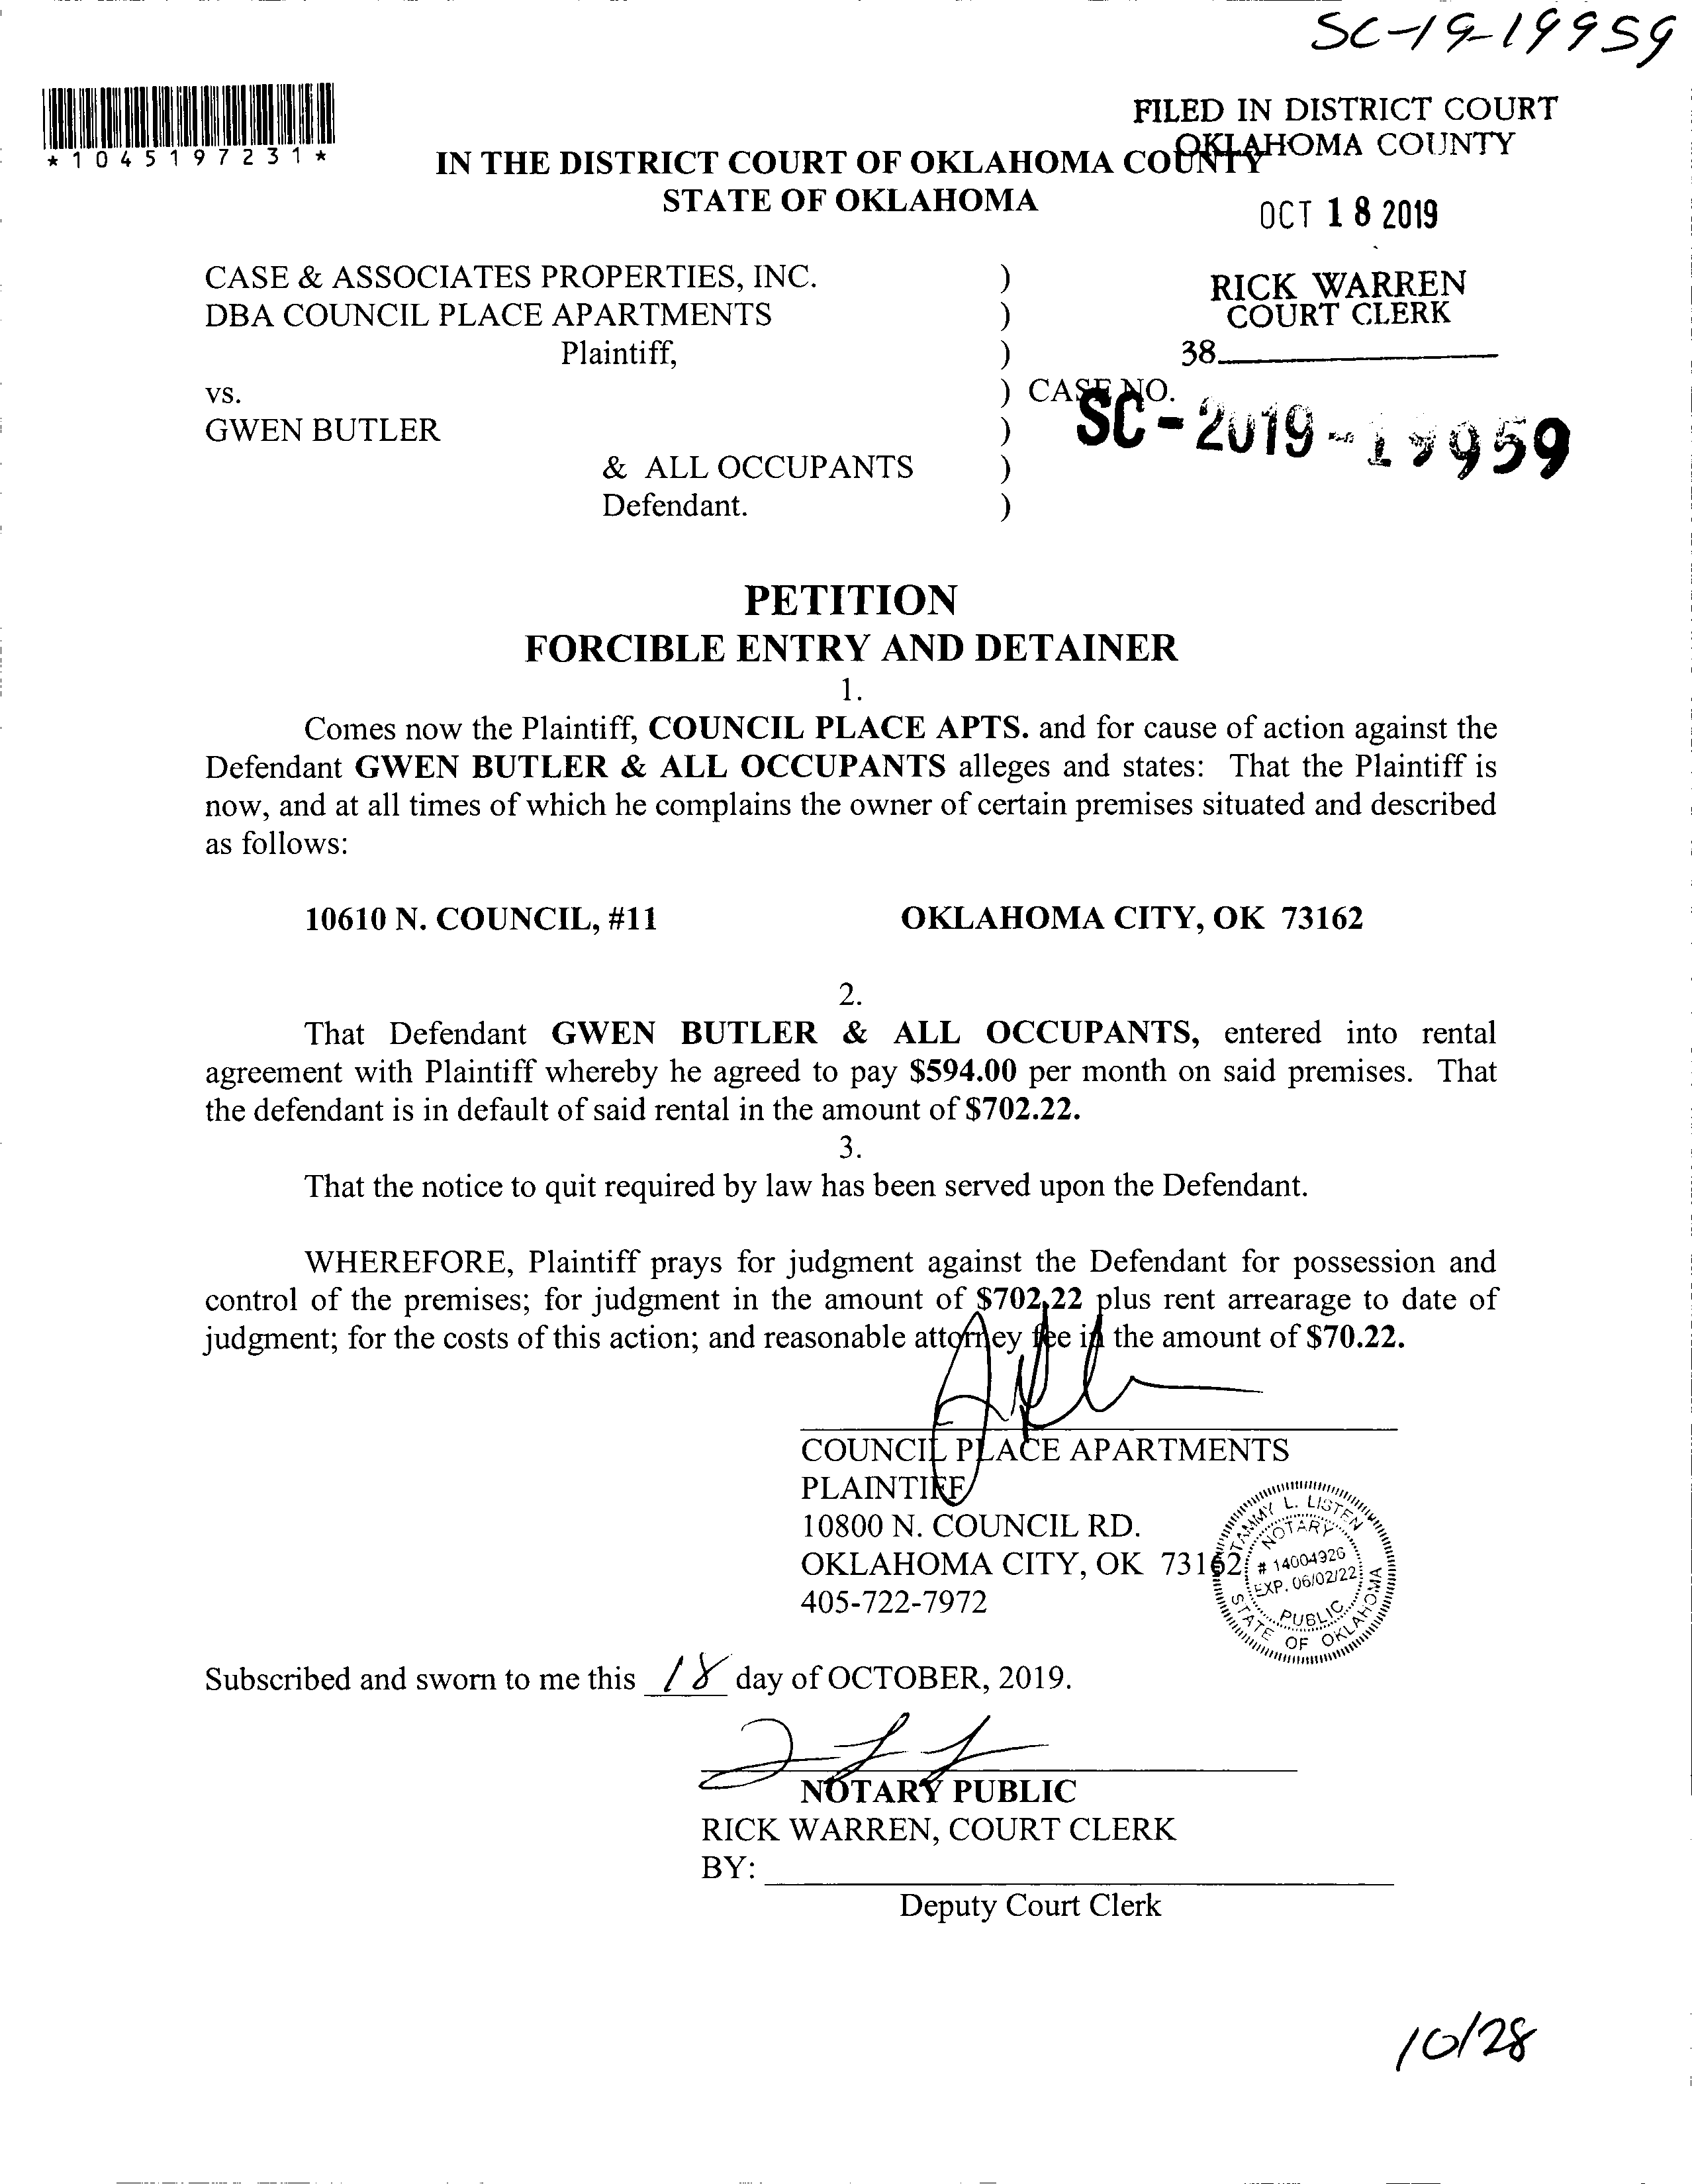 SC-19-19959
*1045197231*
FILED IN DISTRICT COURT
OKLAHOMA COUNTY
IN THE DISTRICT COURT OF OKLAHOMA COUNTY
STATE OF OKLAHOMA
OCT 18 2019
CASE & ASSOCIATES PROPERTIES, INC. )
DBA COUNCIL PLACE APARTMENTS )
Plaintiff, )
RICK WARREN
COURT CLERK
38
vs. ) CASE NO.
SC-2019-19959
GWEN BUTLER )
& ALL OCCUPANTS )
Defendant. )
PETITION
FORCIBLE ENTRY AND DETAINER
1.
Comes now the Plaintiff, COUNCIL PLACE APTS. and for cause of action against the
Defendant GWEN BUTLER & ALL OCCUPANTS alleges and states: That the Plaintiff is
now, and at all times of which he complains the owner of certain premises situated and described
as follows:
10610 N. COUNCIL, #11 OKLAHOMA CITY, OK 73162
2.
That Defendant GWEN BUTLER & ALL OCCUPANTS, entered into rental
agreement with Plaintiff whereby he agreed to pay $594.00 per month on said premises. That
the defendant is in default of said rental in the amount of $702.22.
3.
That the notice to quit required by law has been served upon the Defendant.
WHEREFORE, Plaintiff prays for judgment against the Defendant for possession and
control of the premises; for judgment in the amount of $702.22 plus rent arrearage to date of
judgment; for the costs of this action; and reasonable attorney fee in the amount of $70.22.
COUNCIL PLACE APARTMENTS
PLAINTIFF
10800 N. COUNCIL RD.
OKLAHOMA CITY, OK 73162
405-722-7972
TAMMY L. LISTEN
NOTARY
# 14004926
EXP. 06/02/22
PUBLIC
STATE OF OKLAHOMA
Subscribed and sworn to me this 18 day of OCTOBER, 2019.
NOTARY PUBLIC
RICK WARREN, COURT CLERK
BY:
Deputy Court Clerk
10/28